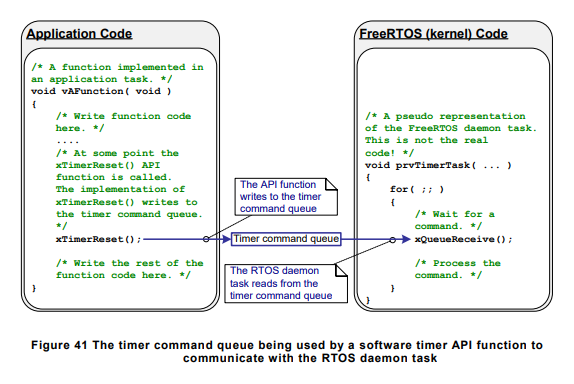 Application Code
/* A function implemented in
an application task. */
void vAFunction( void )
{
/* Write function code
here. */
....
/* At some point the
xTimerReset() API
function is called.
The implementation of
xTimerReset() writes to
the timer command queue.
*/
xTimerReset();
/* Write the rest of the
function code here. */
}
The API function
writes to the timer
command queue
Timer command queue
The RTOS daemon
task reads from the
timer command queue
FreeRTOS (kernel) Code
/* A pseudo representation
of the FreeRTOS daemon task.
This is not the real
code! */
void prvTimerTask( ... )
{
for( ;; )
{
/* Wait for a
command. */
xQueueReceive();
/* Process the
command. */
}
}
Figure 41 The timer command queue being used by a software timer API function to
communicate with the RTOS daemon task